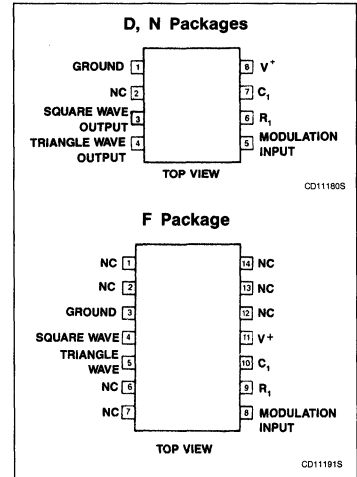 D, N Packages
GROUND 1
8 V+
NC 2
7 C1
SQUARE WAVE
OUTPUT 3
6 R1
TRIANGLE WAVE
OUTPUT 4
5 MODULATION
INPUT
TOP VIEW
CD11180S
F Package
NC 1
14 NC
NC 2
13 NC
GROUND 3
12 NC
SQUARE WAVE 4
11 V+
TRIANGLE
WAVE 5
10 C1
NC 6
9 R1
NC 7
8 MODULATION
INPUT
TOP VIEW
CD11191S